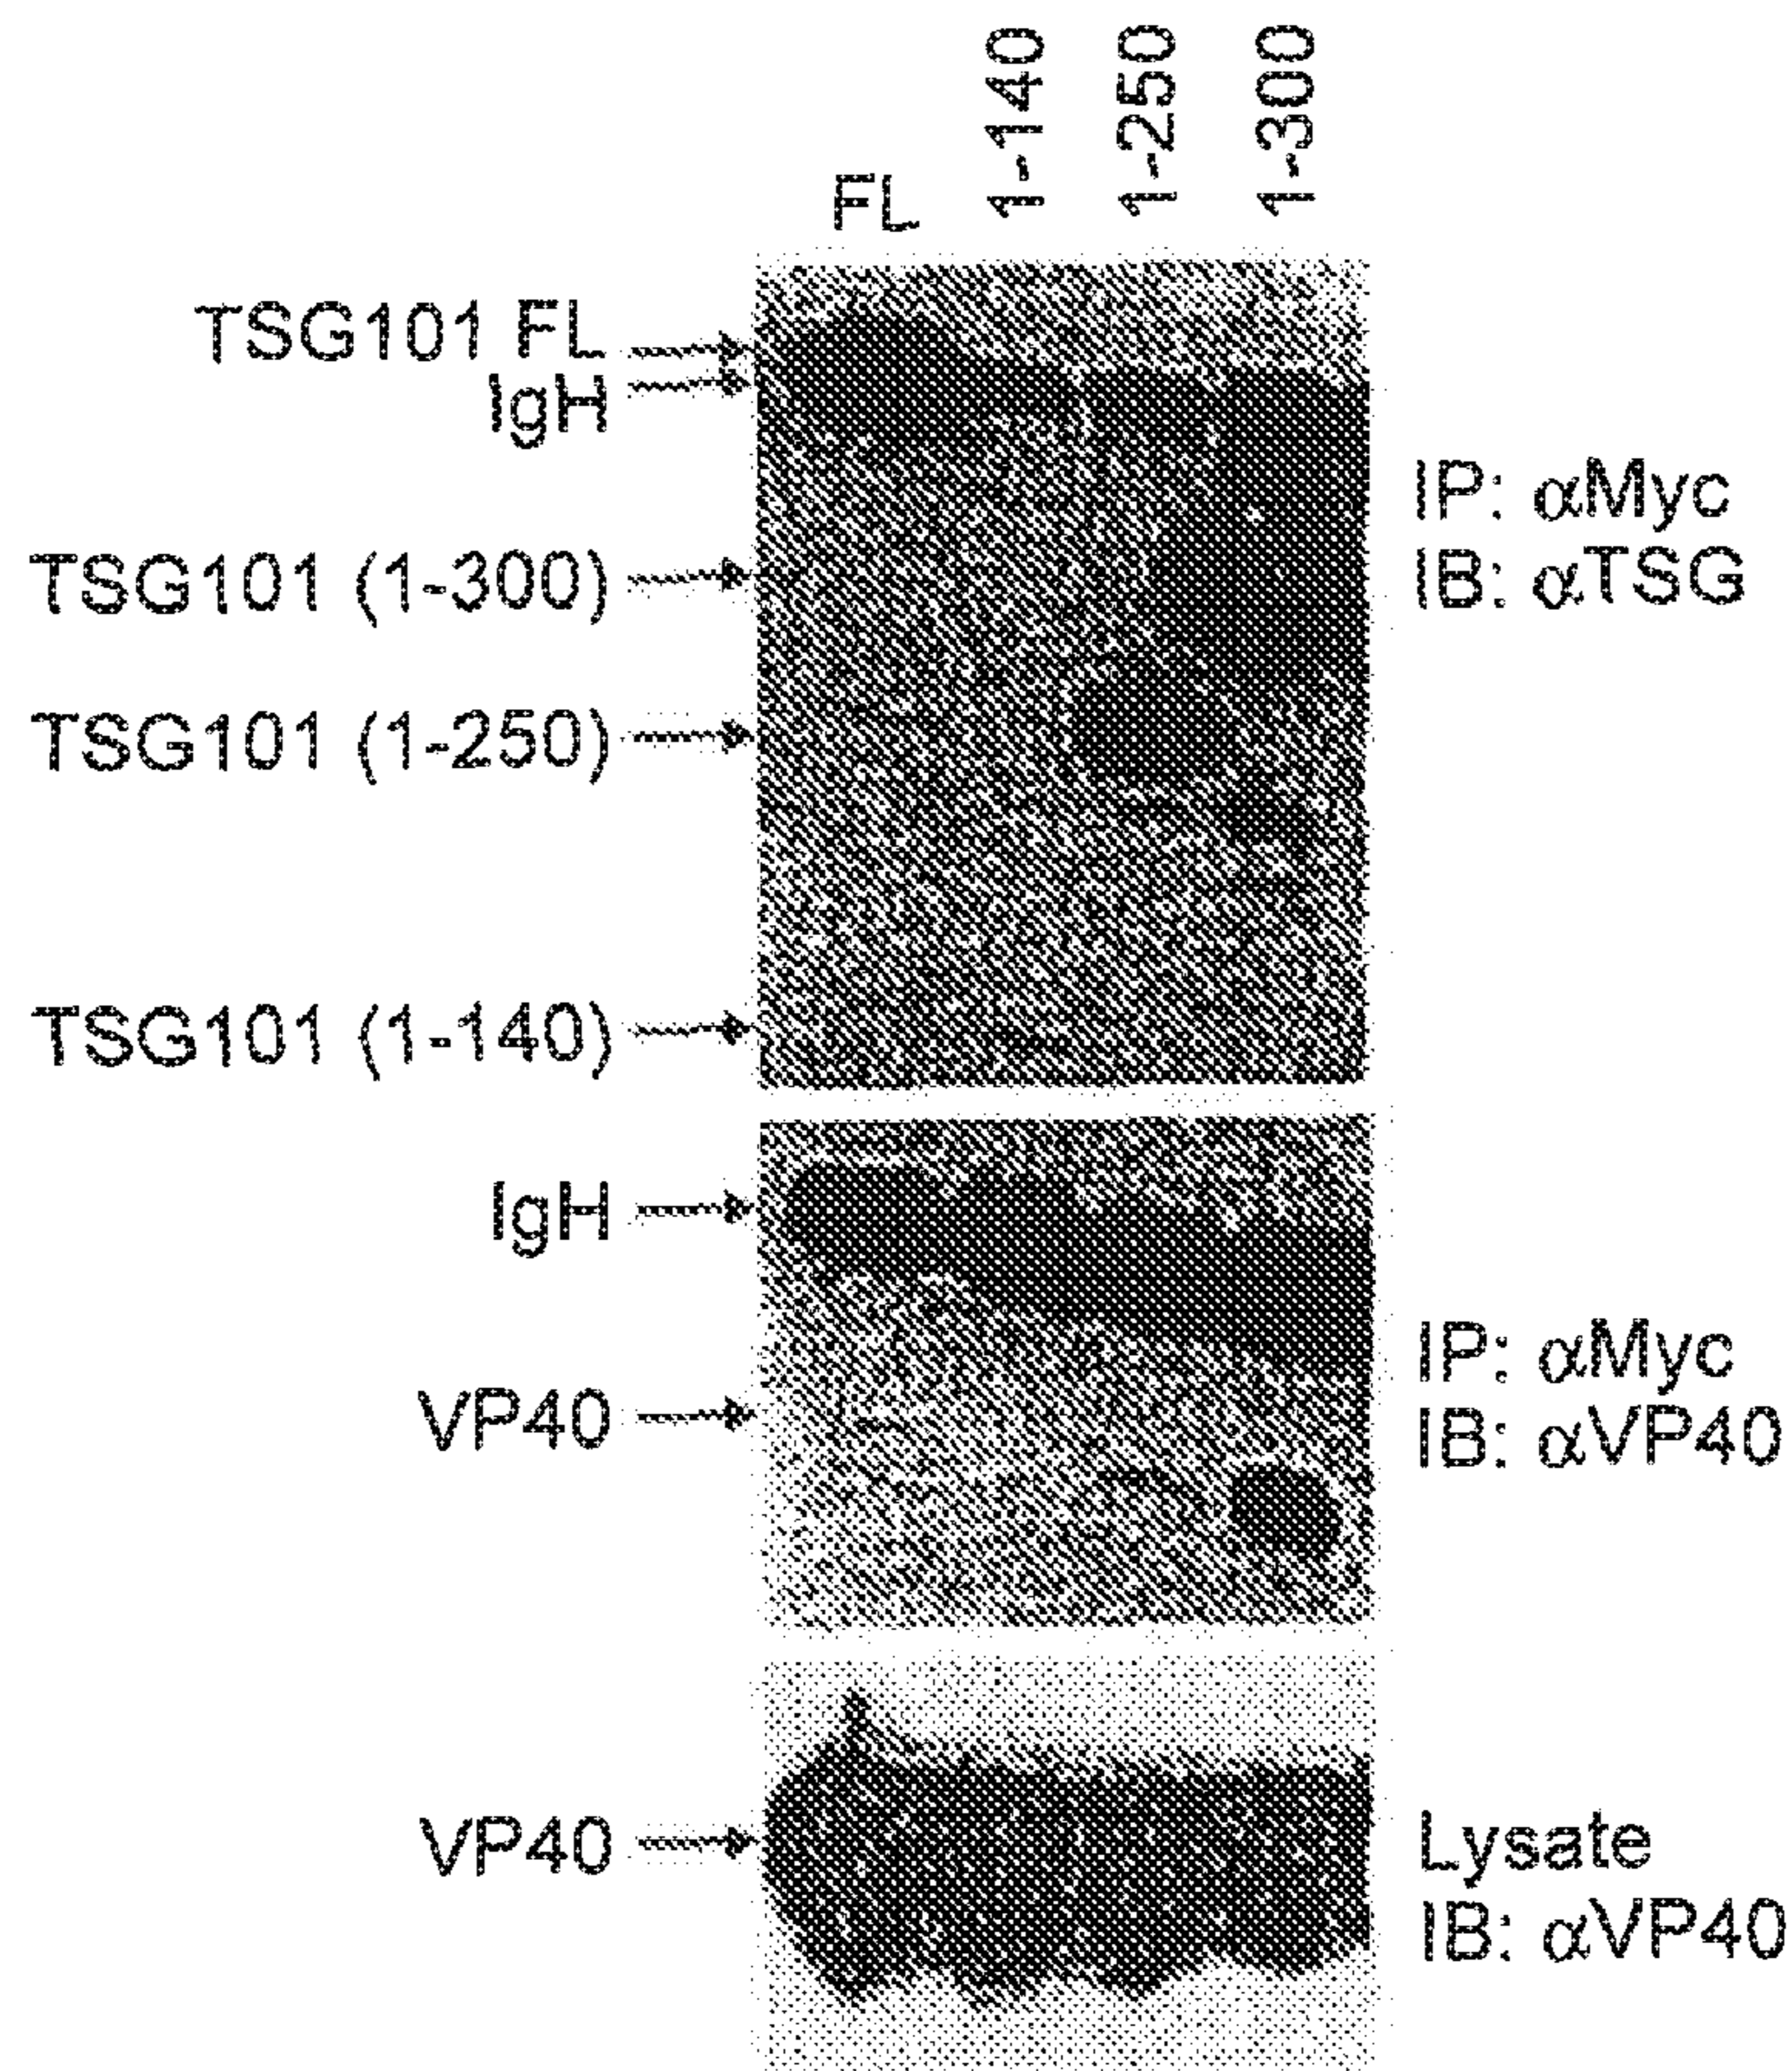 FL
1-140
1-250
1-300
TSG101 FL
IgH
TSG101 (1-300)
TSG101 (1-250)
TSG101 (1-140)
IP: αMyc
IB: αTSG
IgH
VP40
IP: αMyc
IB: αVP40
VP40
Lysate
IB: αVP40